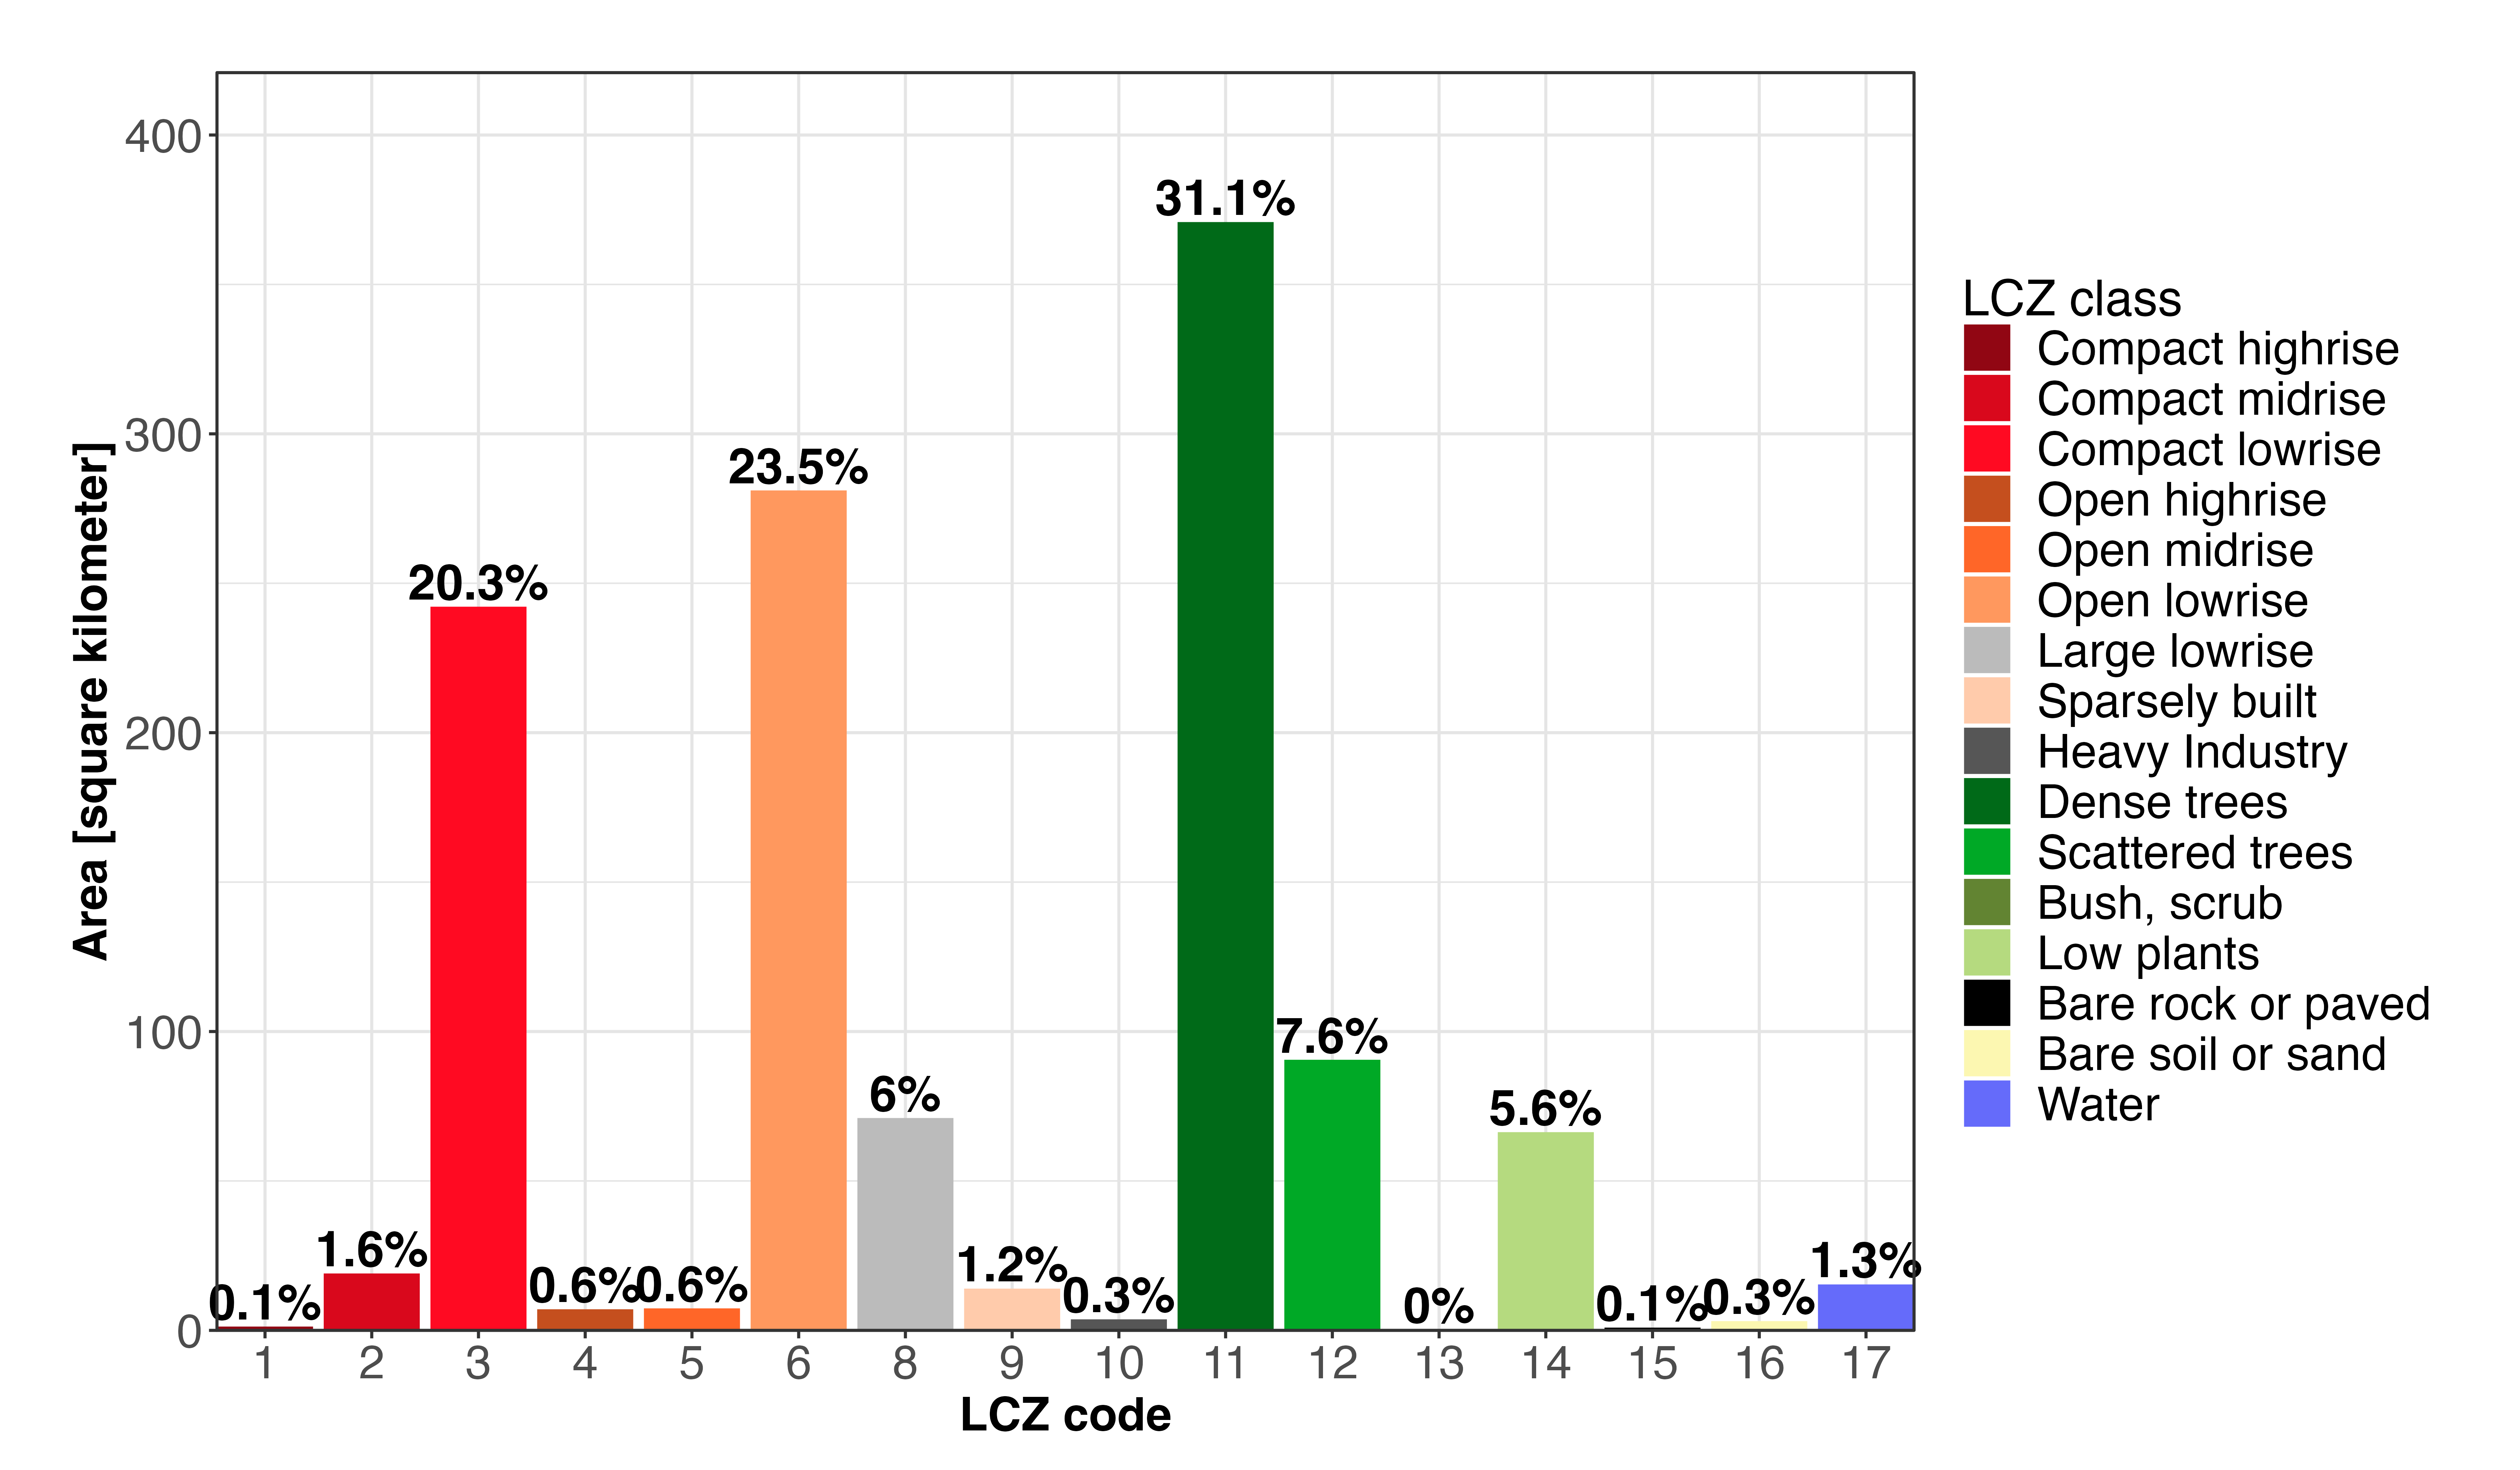 400
300
200
100
0
Area [square kilometer]
0.1%
1.6%
20.3%
0.6%
0.6%
23.5%
6%
1.2%
0.3%
31.1%
7.6%
0%
5.6%
0.1%
0.3%
1.3%
1 2 3 4 5 6 8 9 10 11 12 13 14 15 16 17
LCZ code
LCZ class
Compact highrise
Compact midrise
Compact lowrise
Open highrise
Open midrise
Open lowrise
Large lowrise
Sparsely built
Heavy Industry
Dense trees
Scattered trees
Bush, scrub
Low plants
Bare rock or paved
Bare soil or sand
Water